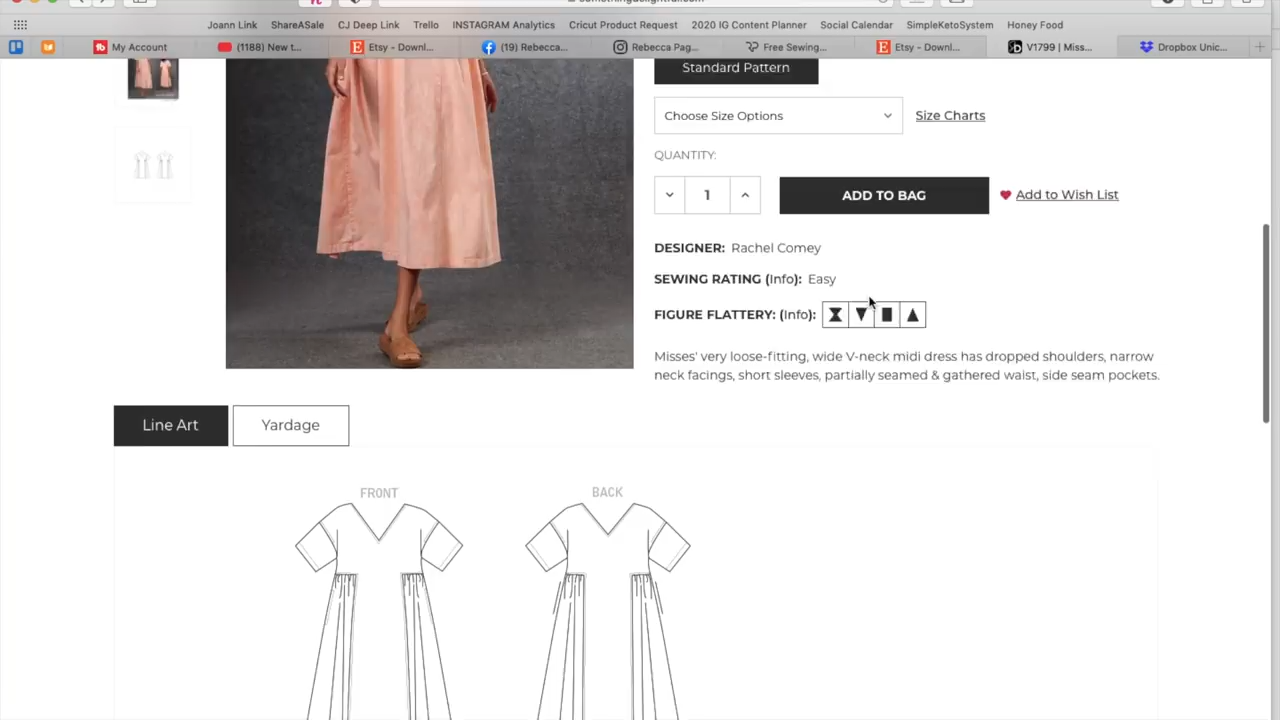 Joann Link ShareASale CJ Deep Link Trello INSTAGRAM Analytics Cricut Product Request 2020 IG Content Planner Social Calendar SimpleKetoSystem Honey Food
My Account (1188) New t... Etsy - Downl... (19) Rebecca... Rebecca Pag... Free Sewing... Etsy - Downl... V1799 | Miss... Dropbox Unic...
Standard Pattern
Choose Size Options Size Charts
QUANTITY:
1 ADD TO BAG Add to Wish List
DESIGNER: Rachel Comey
SEWING RATING (Info): Easy
FIGURE FLATTERY: (Info):
Misses' very loose-fitting, wide V-neck midi dress has dropped shoulders, narrow
neck facings, short sleeves, partially seamed & gathered waist, side seam pockets.
Line Art Yardage
FRONT BACK